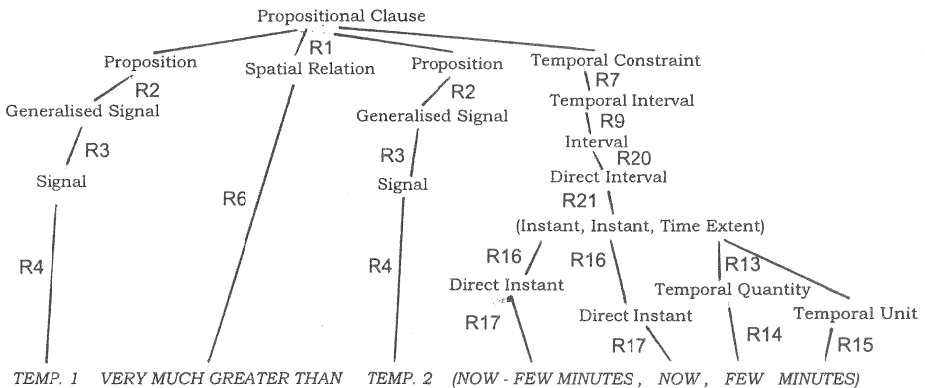 Propositional Clause
R1
Proposition Spatial Relation Proposition Temporal Constraint
R2 R2 R7
Generalised Signal Generalised Signal Temporal Interval
R9
R3 R3 Interval
R20
Signal Signal Direct Interval
R6 R21
(Instant, Instant, Time Extent)
R4 R4 R16 R16 R13
Direct Instant Temporal Quantity
R17 Direct Instant Temporal Unit
R17 R14 R15
TEMP. 1 VERY MUCH GREATER THAN TEMP. 2 (NOW - FEW MINUTES , NOW , FEW MINUTES)